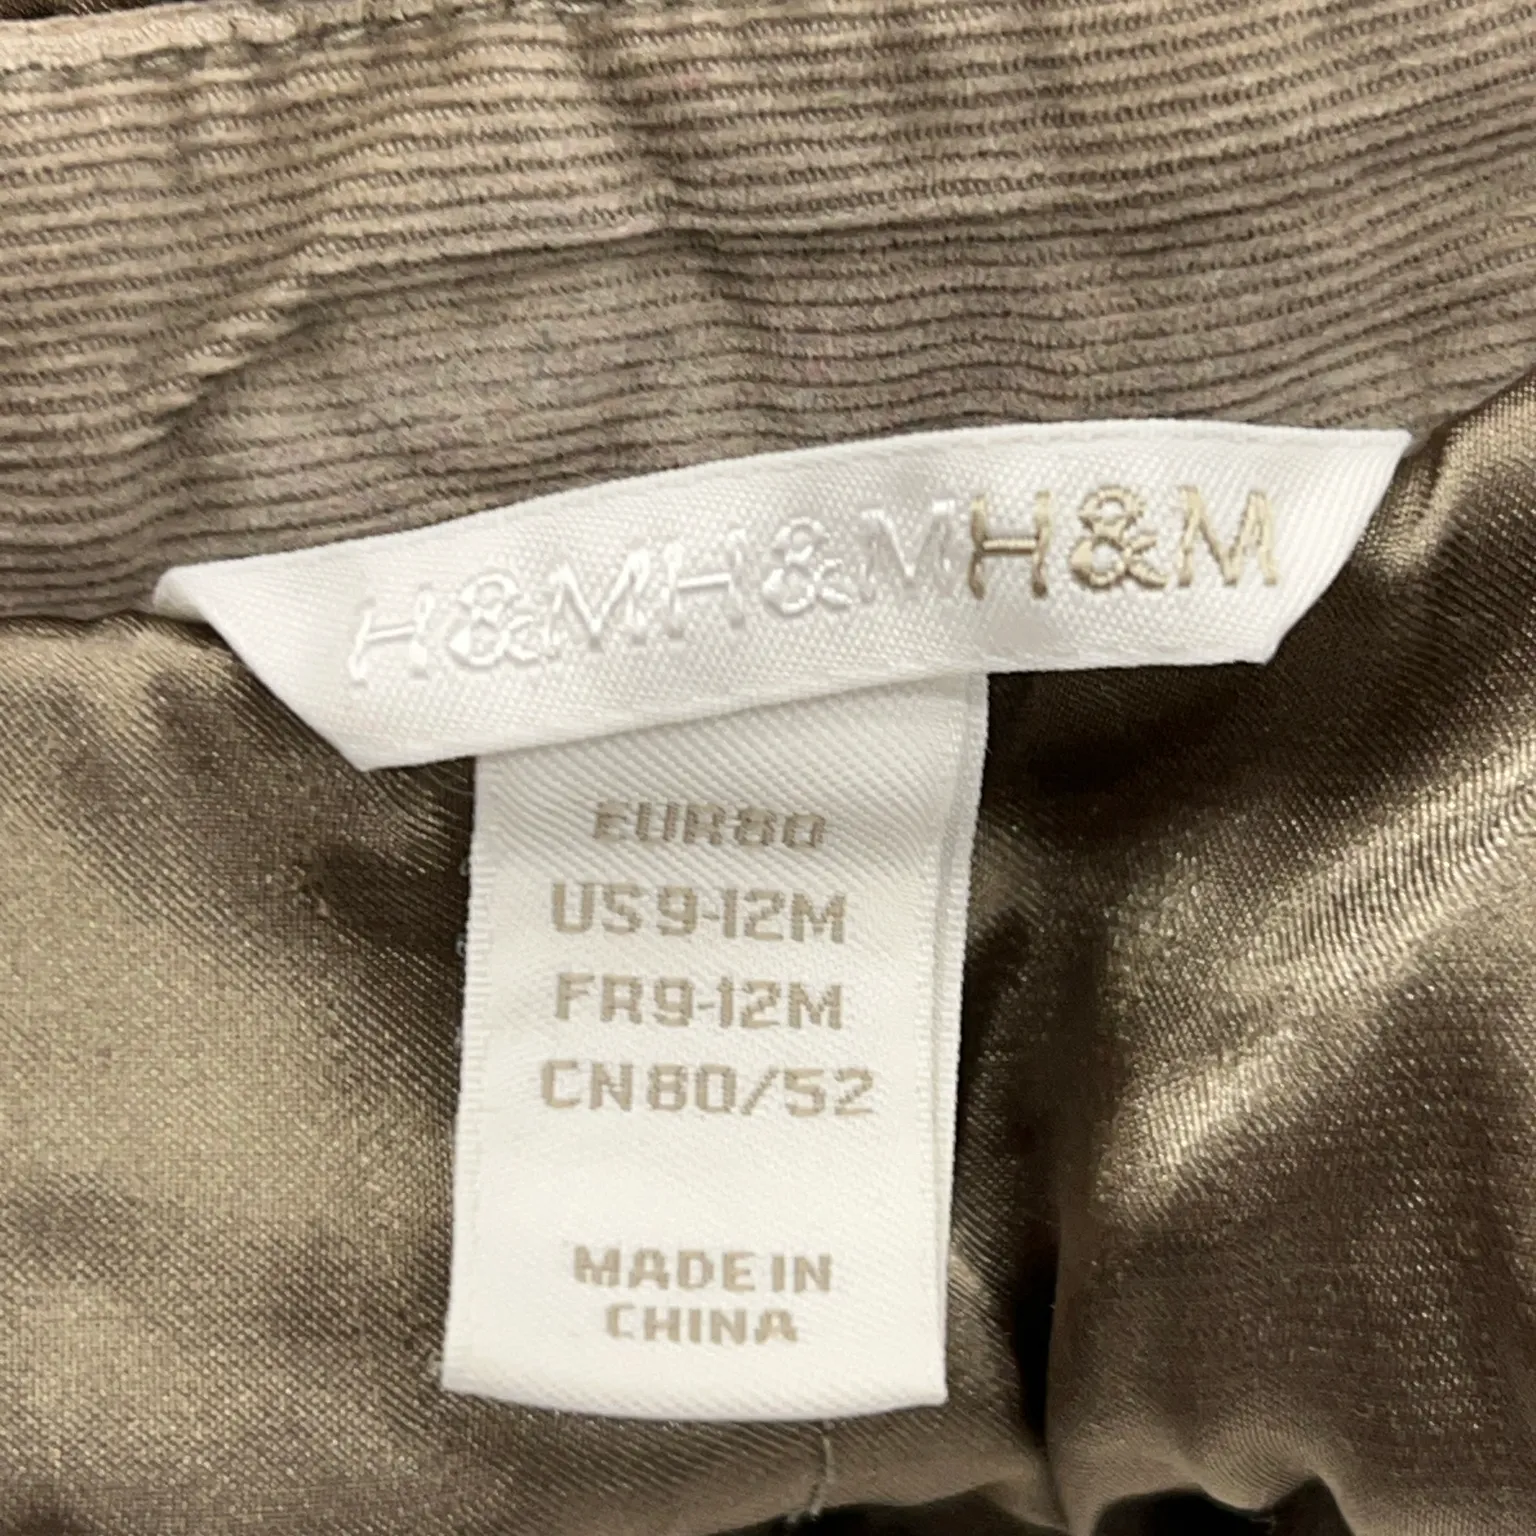 H&MH&MH&M
EUR80
US9-12M
FR9-12M
CN80/52
MADE IN
CHINA